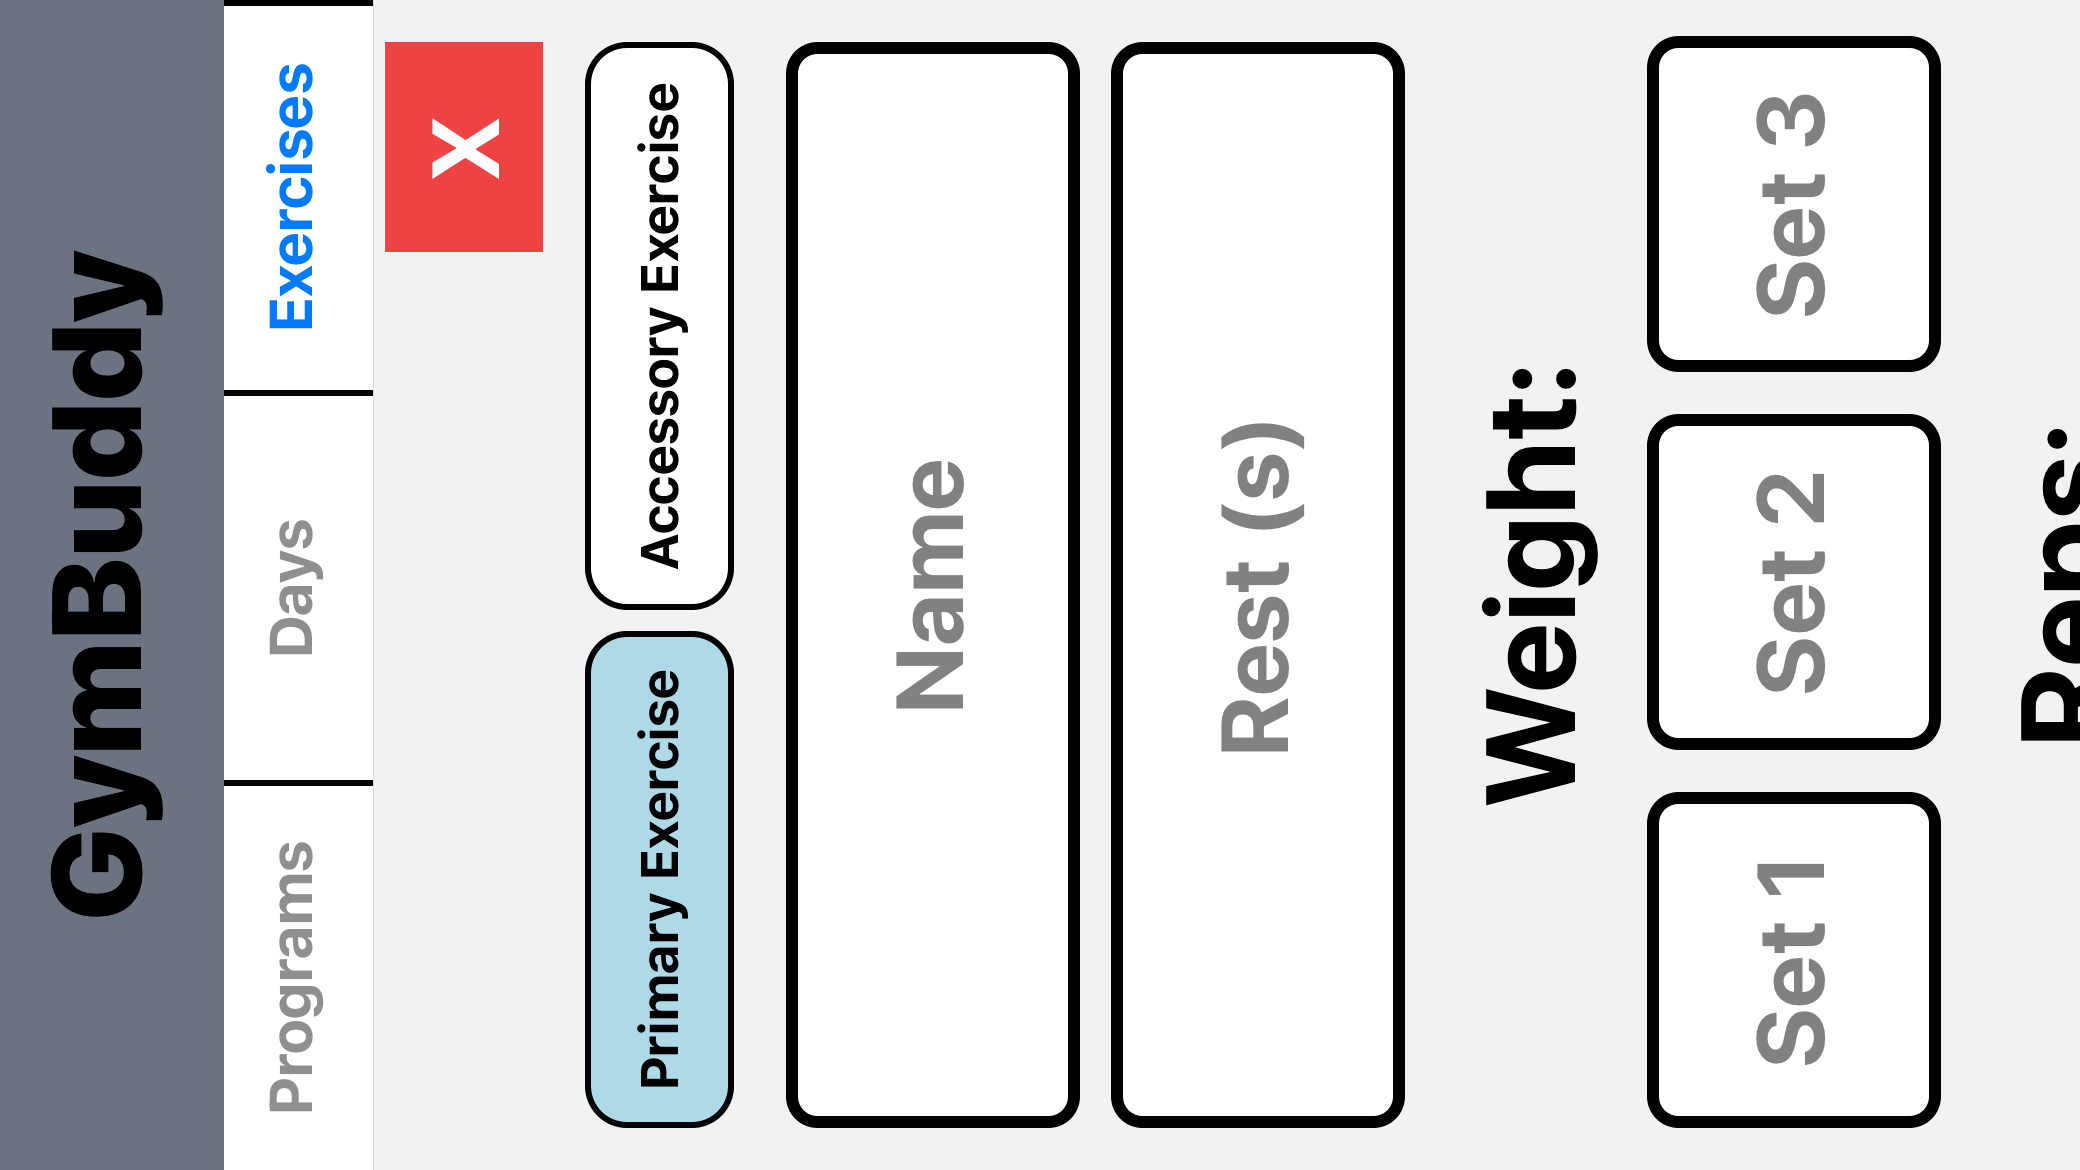 GymBuddy
Programs Days Exercises
X
Primary Exercise Accessory Exercise
Name
Rest (s)
Weight:
Set 1 Set 2 Set 3
Reps: